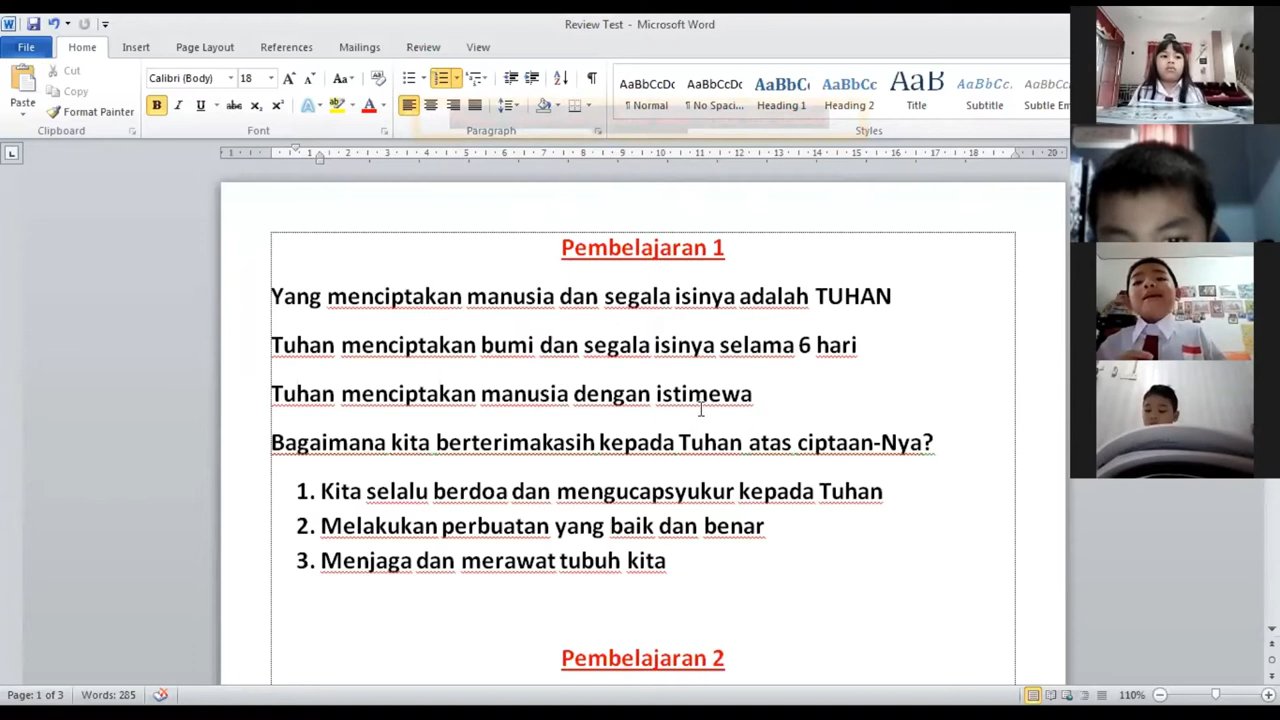 Review Test - Microsoft Word
File Home Insert Page Layout References Mailings Review View
Paste
Cut
Copy
Format Painter
Calibri (Body) 18
AaBbCcDc AaBbCcDc AaBbC AaBbCc AaB AaBbCc. AaBbCcDc
¶ Normal ¶ No Spaci... Heading 1 Heading 2 Title Subtitle Subtle Em
Clipboard Font Paragraph Styles
Pembelajaran 1
Yang menciptakan manusia dan segala isinya adalah TUHAN
Tuhan menciptakan bumi dan segala isinya selama 6 hari
Tuhan menciptakan manusia dengan istimewa
Bagaimana kita berterimakasih kepada Tuhan atas ciptaan-Nya?
1. Kita selalu berdoa dan mengucapsyukur kepada Tuhan
2. Melakukan perbuatan yang baik dan benar
3. Menjaga dan merawat tubuh kita
Pembelajaran 2
Page: 1 of 3 Words: 285 110%